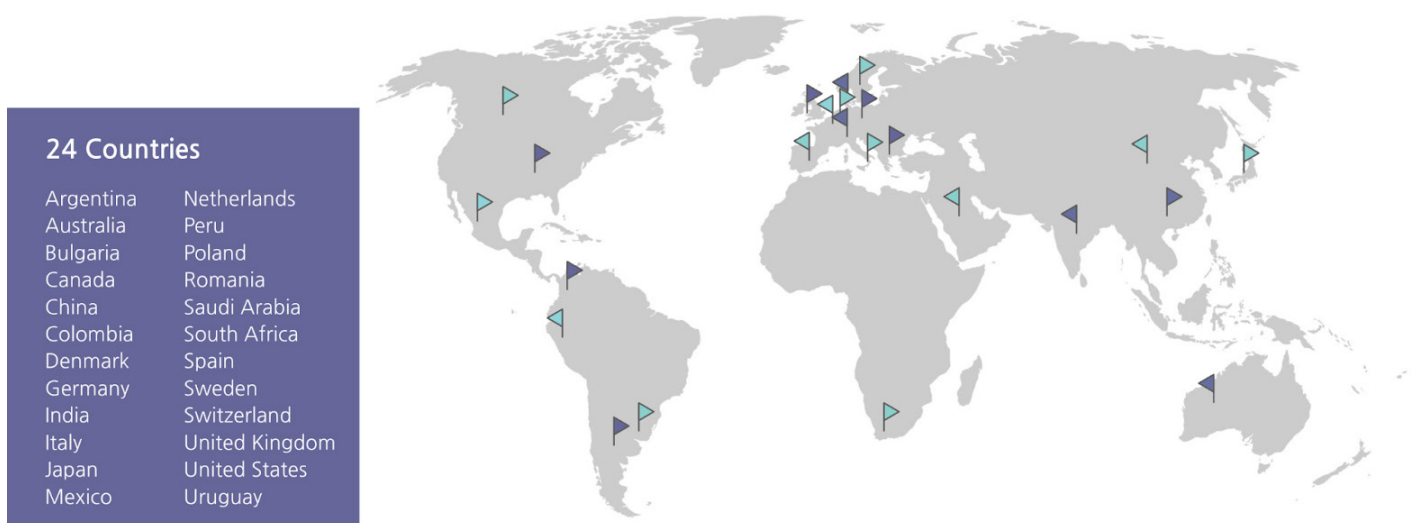 24 Countries
Argentina
Australia
Bulgaria
Canada
China
Colombia
Denmark
Germany
India
Italy
Japan
Mexico
Netherlands
Peru
Poland
Romania
Saudi Arabia
South Africa
Spain
Sweden
Switzerland
United Kingdom
United States
Uruguay